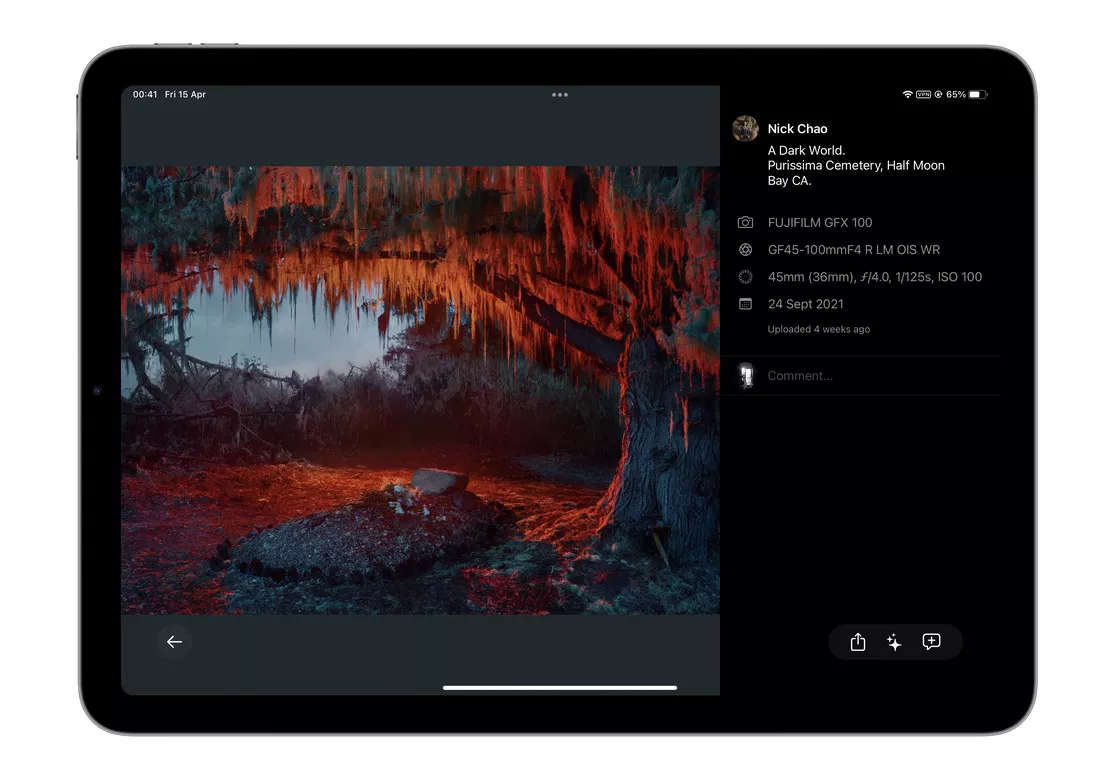 00:41 Fri 15 Apr
VPN 65%
Nick Chao
A Dark World.
Purissima Cemetery, Half Moon
Bay CA.
FUJIFILM GFX 100
GF45-100mmF4 R LM OIS WR
45mm (36mm), ƒ/4.0, 1/125s, ISO 100
24 Sept 2021
Uploaded 4 weeks ago
Comment...